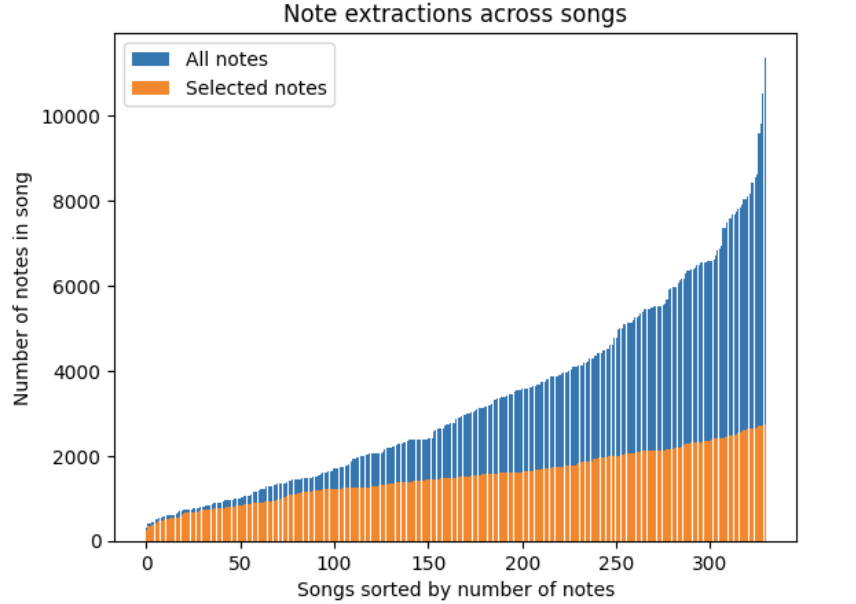 Note extractions across songs
All notes
Selected notes
Number of notes in song
10000
8000
6000
4000
2000
0
0 50 100 150 200 250 300
Songs sorted by number of notes